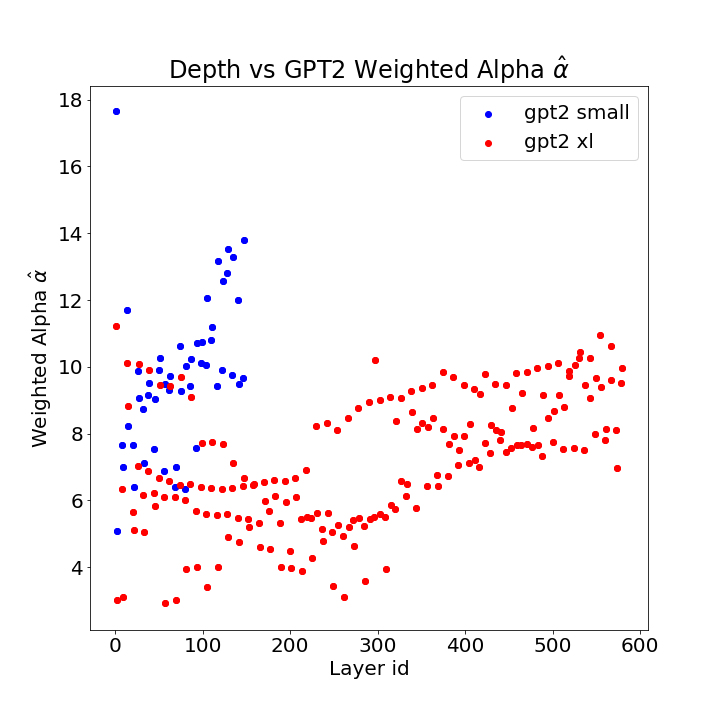 Depth vs GPT2 Weighted Alpha α̂
gpt2 small
gpt2 xl
Weighted Alpha α̂
18
16
14
12
10
8
6
4
0 100 200 300 400 500 600
Layer id